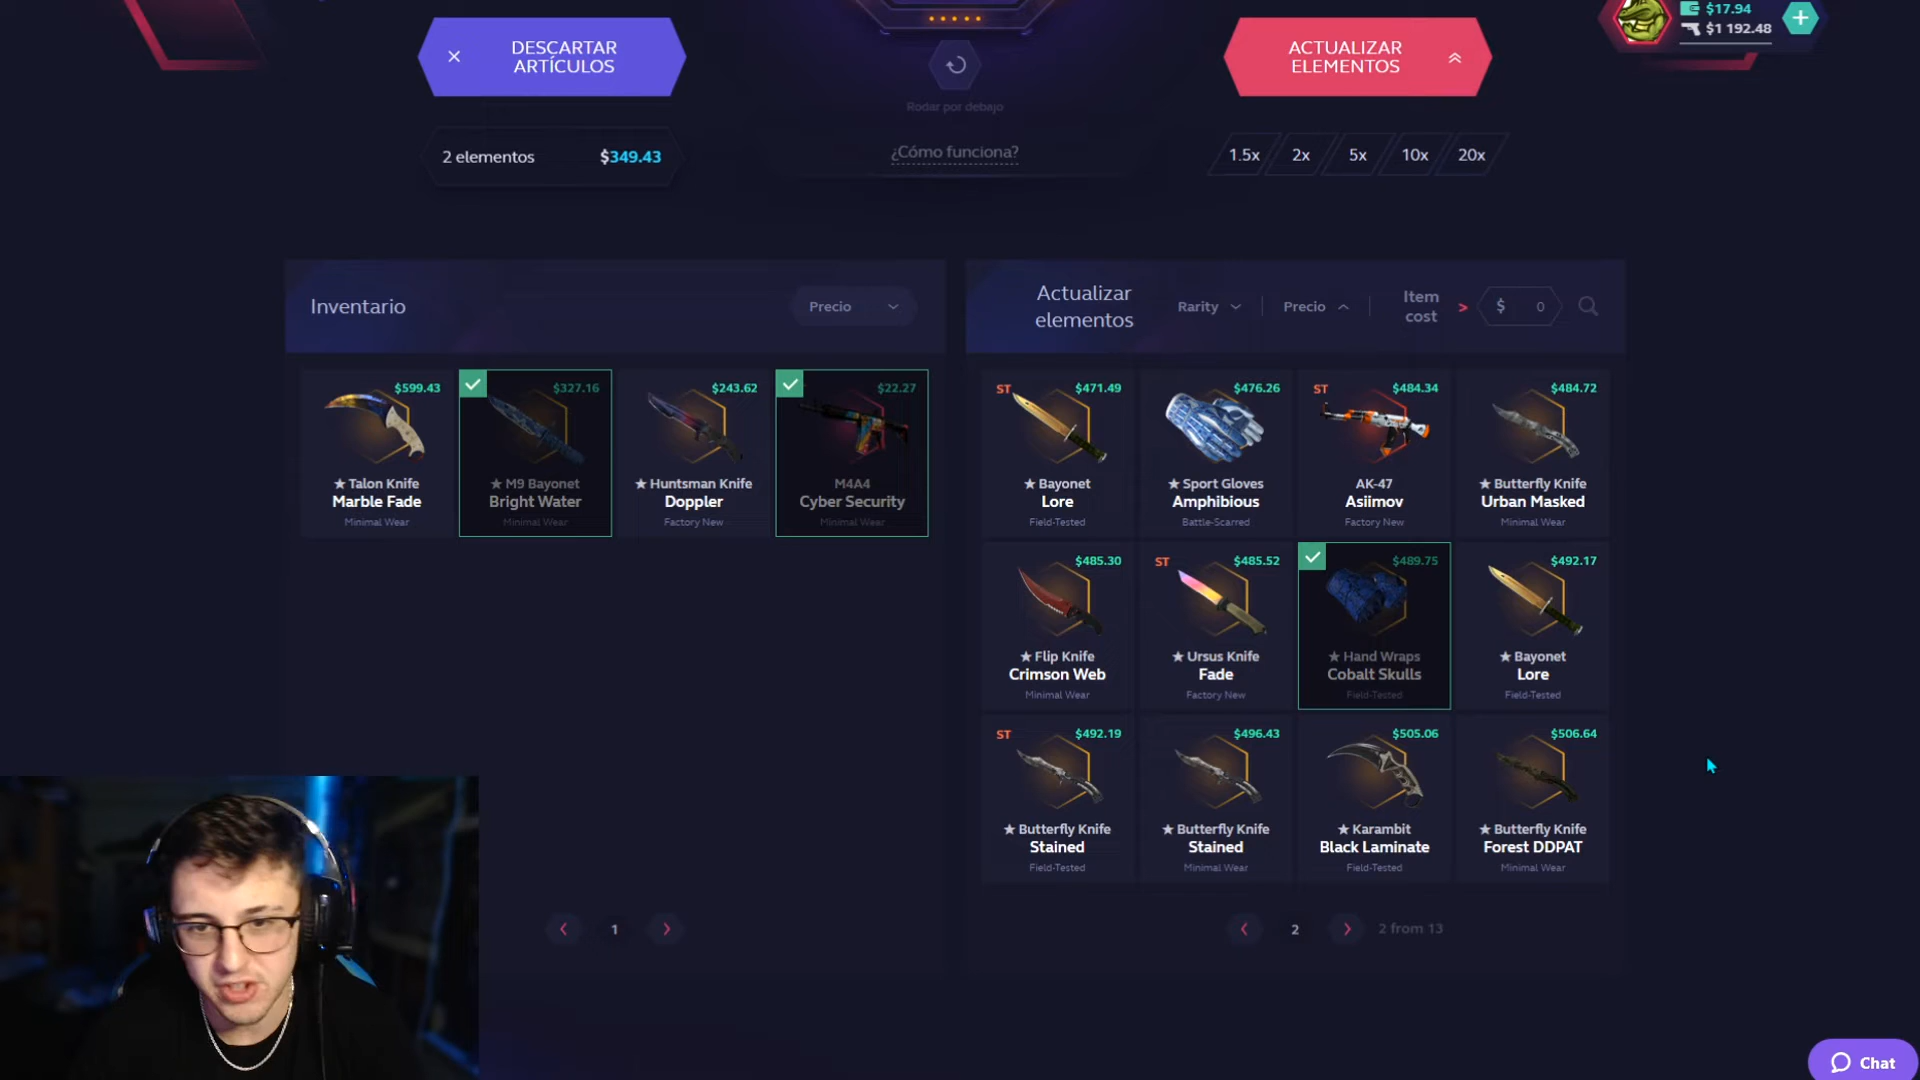 DESCARTAR
ARTÍCULOS
ACTUALIZAR
ELEMENTOS
$17.94
$1 192.48
Rodar por debajo
2 elementos $349.43
¿Cómo funciona?
1.5x 2x 5x 10x 20x
Inventario
Precio
Actualizar
elementos
Rarity
Precio
Item
cost
> $ 0
$599.43
★ Talon Knife
Marble Fade
Minimal Wear
$327.16
★ M9 Bayonet
Bright Water
Minimal Wear
$243.62
★ Huntsman Knife
Doppler
Factory New
$22.27
M4A4
Cyber Security
Minimal Wear
ST $471.49
★ Bayonet
Lore
Field-Tested
$476.26
★ Sport Gloves
Amphibious
Battle-Scarred
ST $484.34
AK-47
Asiimov
Factory New
$484.72
★ Butterfly Knife
Urban Masked
Minimal Wear
$485.30
★ Flip Knife
Crimson Web
Minimal Wear
ST $485.52
★ Ursus Knife
Fade
Factory New
$489.75
★ Hand Wraps
Cobalt Skulls
Field-Tested
$492.17
★ Bayonet
Lore
Field-Tested
ST $492.19
★ Butterfly Knife
Stained
Field-Tested
$496.43
★ Butterfly Knife
Stained
Minimal Wear
$505.06
★ Karambit
Black Laminate
Field-Tested
$506.64
★ Butterfly Knife
Forest DDPAT
Minimal Wear
1
2
2 from 13
Chat